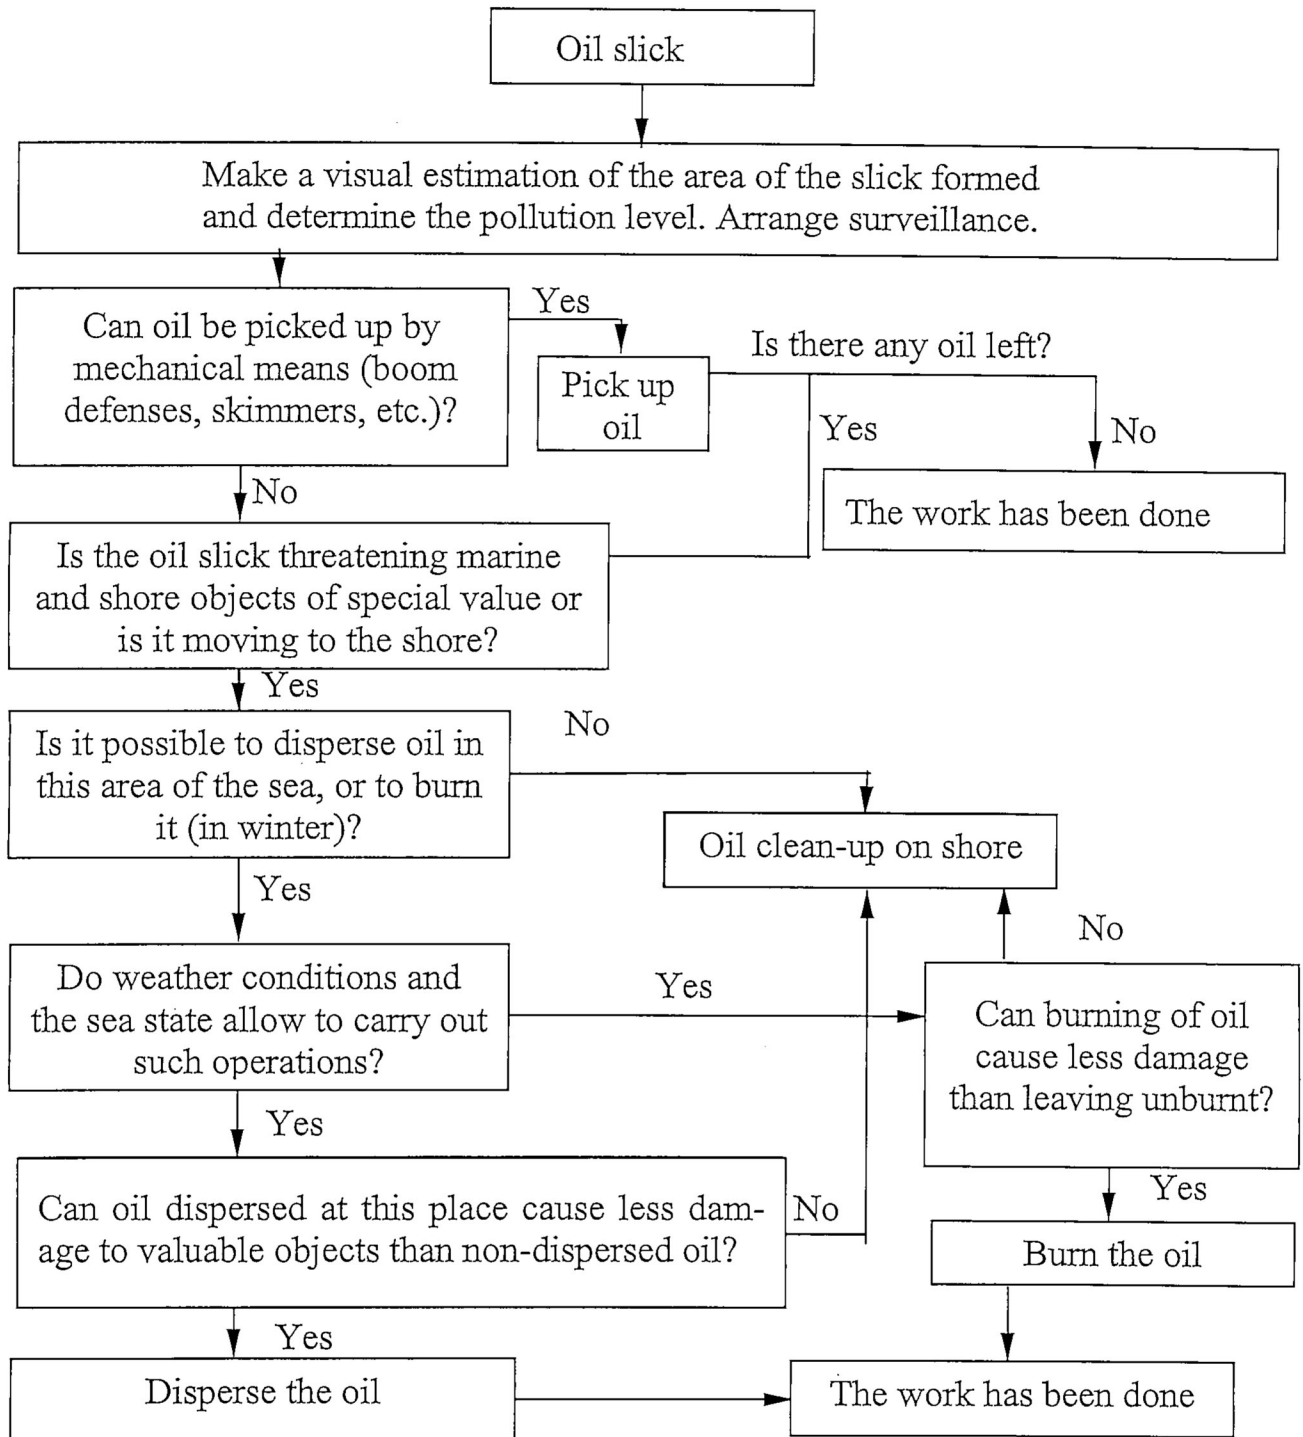 Oil slick
Make a visual estimation of the area of the slick formed
and determine the pollution level. Arrange surveillance.
Can oil be picked up by
mechanical means (boom
defenses, skimmers, etc.)?
Yes
Pick up
oil
Is there any oil left?
Yes
No
The work has been done
No
Is the oil slick threatening marine
and shore objects of special value or
is it moving to the shore?
Yes
Is it possible to disperse oil in
this area of the sea, or to burn
it (in winter)?
No
Oil clean-up on shore
Yes
Do weather conditions and
the sea state allow to carry out
such operations?
Yes
No
Can burning of oil
cause less damage
than leaving unburnt?
Yes
Can oil dispersed at this place cause less dam-
age to valuable objects than non-dispersed oil?
No
Yes
Burn the oil
Yes
Disperse the oil
The work has been done